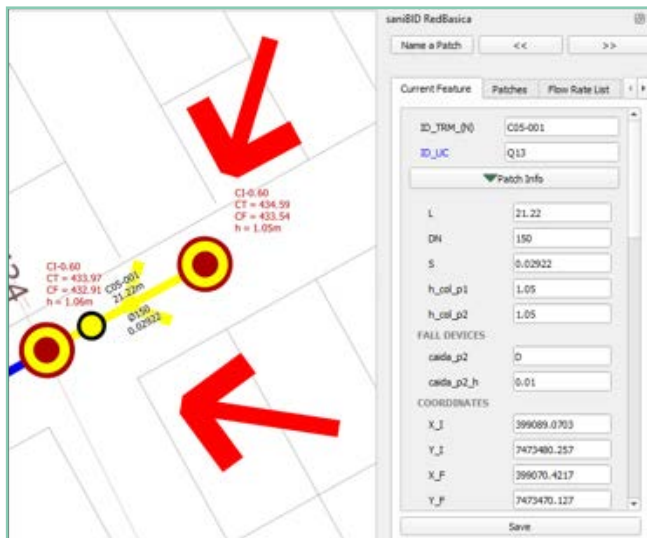 saniBID RedBasica
Name a Patch
<<
>>
Current Feature
Patches
Flow Rate List
ID_TRM_(N)
C05-001
ID_UC
Q13
Patch Info
L
21.22
DN
150
S
0.02922
h_col_p1
1.05
h_col_p2
1.05
FALL DEVICES
caida_p2
D
caida_p2_h
0.01
COORDINATES
X_I
399089.0703
Y_I
7473480.257
X_F
399070.4217
Y_F
7473470.127
Save
CI-0.60
CT = 434.59
CF = 433.54
h = 1.05m
CI-0.60
CT = 433.97
CF = 432.91
h = 1.06m
C05-001
21.22m
Ø150
0.02922